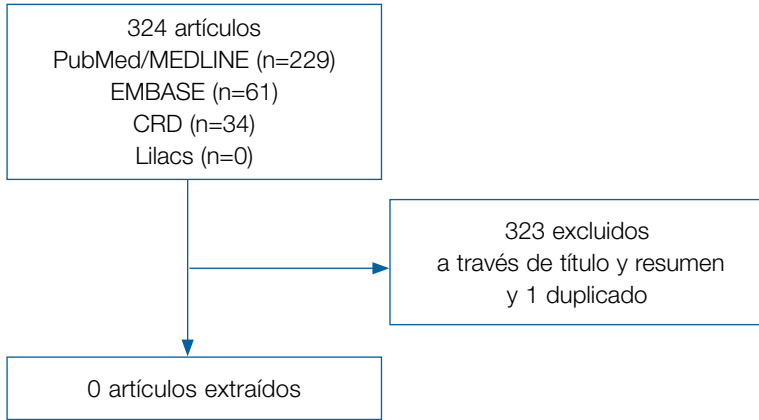 324 artículos
PubMed/MEDLINE (n=229)
EMBASE (n=61)
CRD (n=34)
Lilacs (n=0)
323 excluidos
a través de título y resumen
y 1 duplicado
0 artículos extraídos